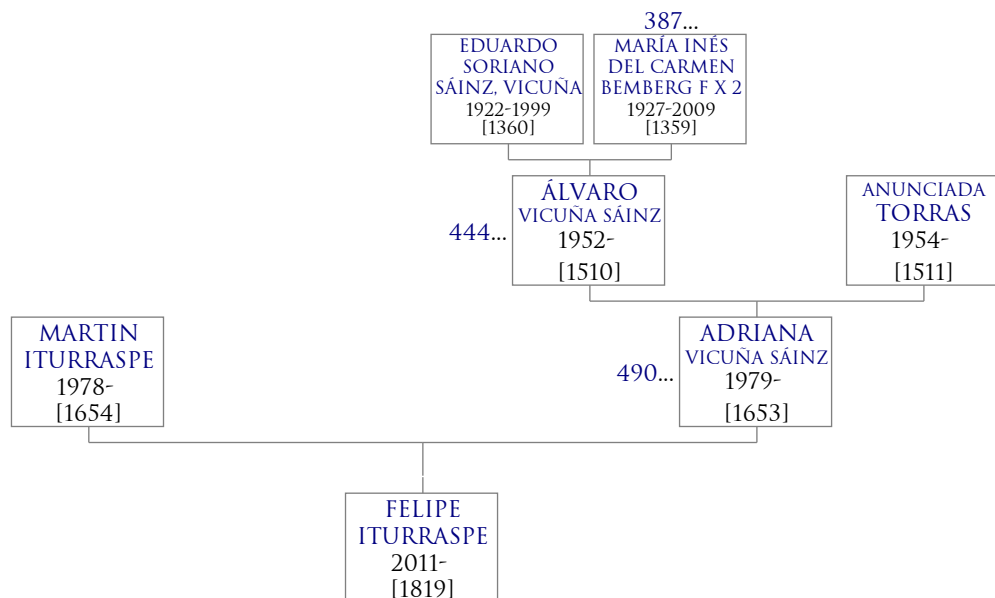 387...
EDUARDO
SORIANO
SÁINZ, VICUÑA
1922-1999
[1360]
MARÍA INÉS
DEL CARMEN
BEMBERG F X 2
1927-2009
[1359]
444...
ÁLVARO
VICUÑA SÁINZ
1952-
[1510]
ANUNCIADA
TORRAS
1954-
[1511]
MARTIN
ITURRASPE
1978-
[1654]
490...
ADRIANA
VICUÑA SÁINZ
1979-
[1653]
FELIPE
ITURRASPE
2011-
[1819]